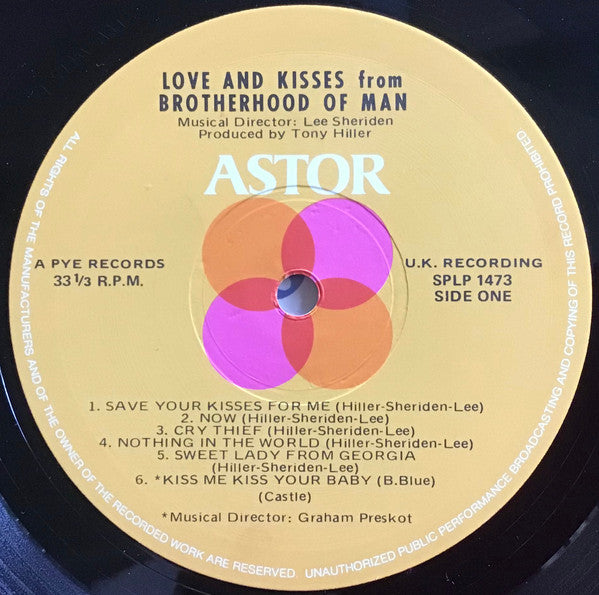 LOVE AND KISSES from
BROTHERHOOD OF MAN
Musical Director: Lee Sheriden
Produced by Tony Hiller
ASTOR
A PYE RECORDS
33 1/3 R.P.M.
U.K. RECORDING
SPLP 1473
SIDE ONE
1. SAVE YOUR KISSES FOR ME (Hiller-Sheriden-Lee)
2. NOW (Hiller-Sheriden-Lee)
3. CRY THIEF (Hiller-Sheriden-Lee)
4. NOTHING IN THE WORLD (Hiller-Sheriden-Lee)
5. SWEET LADY FROM GEORGIA
(Hiller-Sheriden-Lee)
6. *KISS ME KISS YOUR BABY (B.Blue)
(Castle)
*Musical Director: Graham Preskot
ALL RIGHTS OF THE MANUFACTURERS AND OF THE OWNER OF THE RECORDED WORK ARE RESERVED. UNAUTHORIZED PUBLIC PERFORMANCE BROADCASTING AND COPYING OF THIS RECORD PROHIBITED